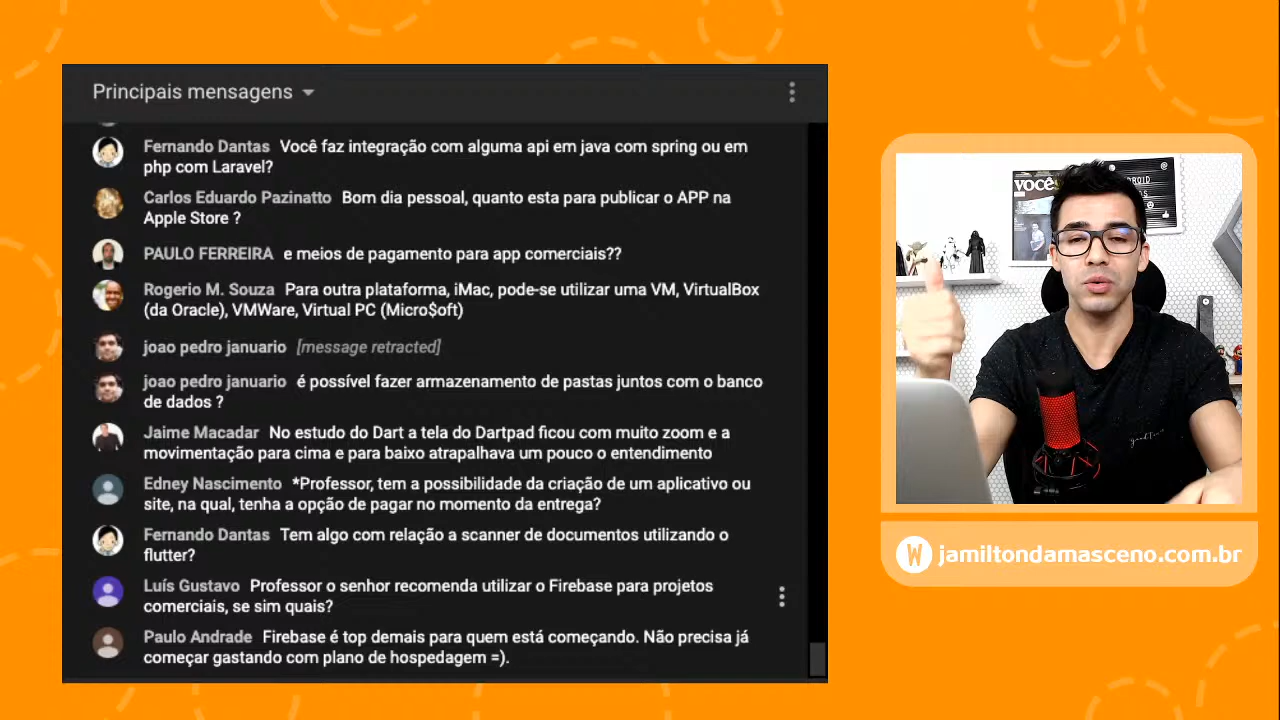 Principais mensagens
Fernando Dantas Você faz integração com alguma api em java com spring ou em
php com Laravel?
Carlos Eduardo Pazinatto Bom dia pessoal, quanto esta para publicar o APP na
Apple Store ?
PAULO FERREIRA e meios de pagamento para app comerciais??
Rogerio M. Souza Para outra plataforma, iMac, pode-se utilizar uma VM, VirtualBox
(da Oracle), VMWare, Virtual PC (Micro$oft)
joao pedro januario [message retracted]
joao pedro januario é possível fazer armazenamento de pastas juntos com o banco
de dados ?
Jaime Macadar No estudo do Dart a tela do Dartpad ficou com muito zoom e a
movimentação para cima e para baixo atrapalhava um pouco o entendimento
Edney Nascimento *Professor, tem a possibilidade da criação de um aplicativo ou
site, na qual, tenha a opção de pagar no momento da entrega?
Fernando Dantas Tem algo com relação a scanner de documentos utilizando o
flutter?
Luís Gustavo Professor o senhor recomenda utilizar o Firebase para projetos
comerciais, se sim quais?
Paulo Andrade Firebase é top demais para quem está começando. Não precisa já
começar gastando com plano de hospedagem =).
você
W jamiltondamasceno.com.br